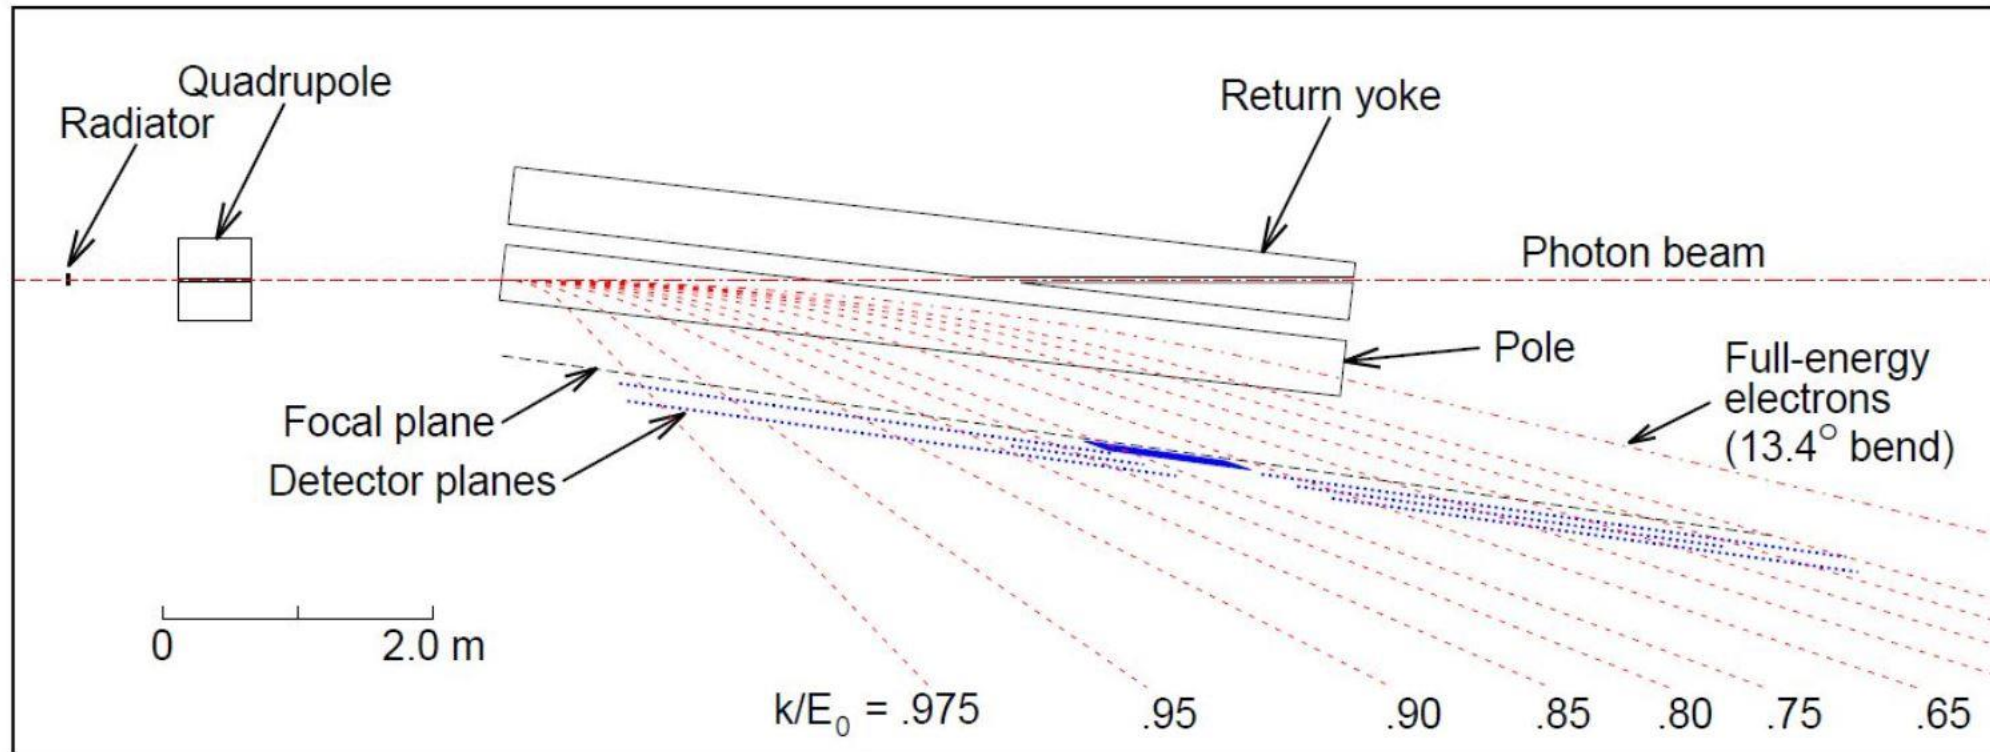 Quadrupole
Radiator
Return yoke
Photon beam
Pole
Full-energy
electrons
(13.4° bend)
Focal plane
Detector planes
0
2.0 m
k/E₀ = .975
.95
.90
.85
.80
.75
.65